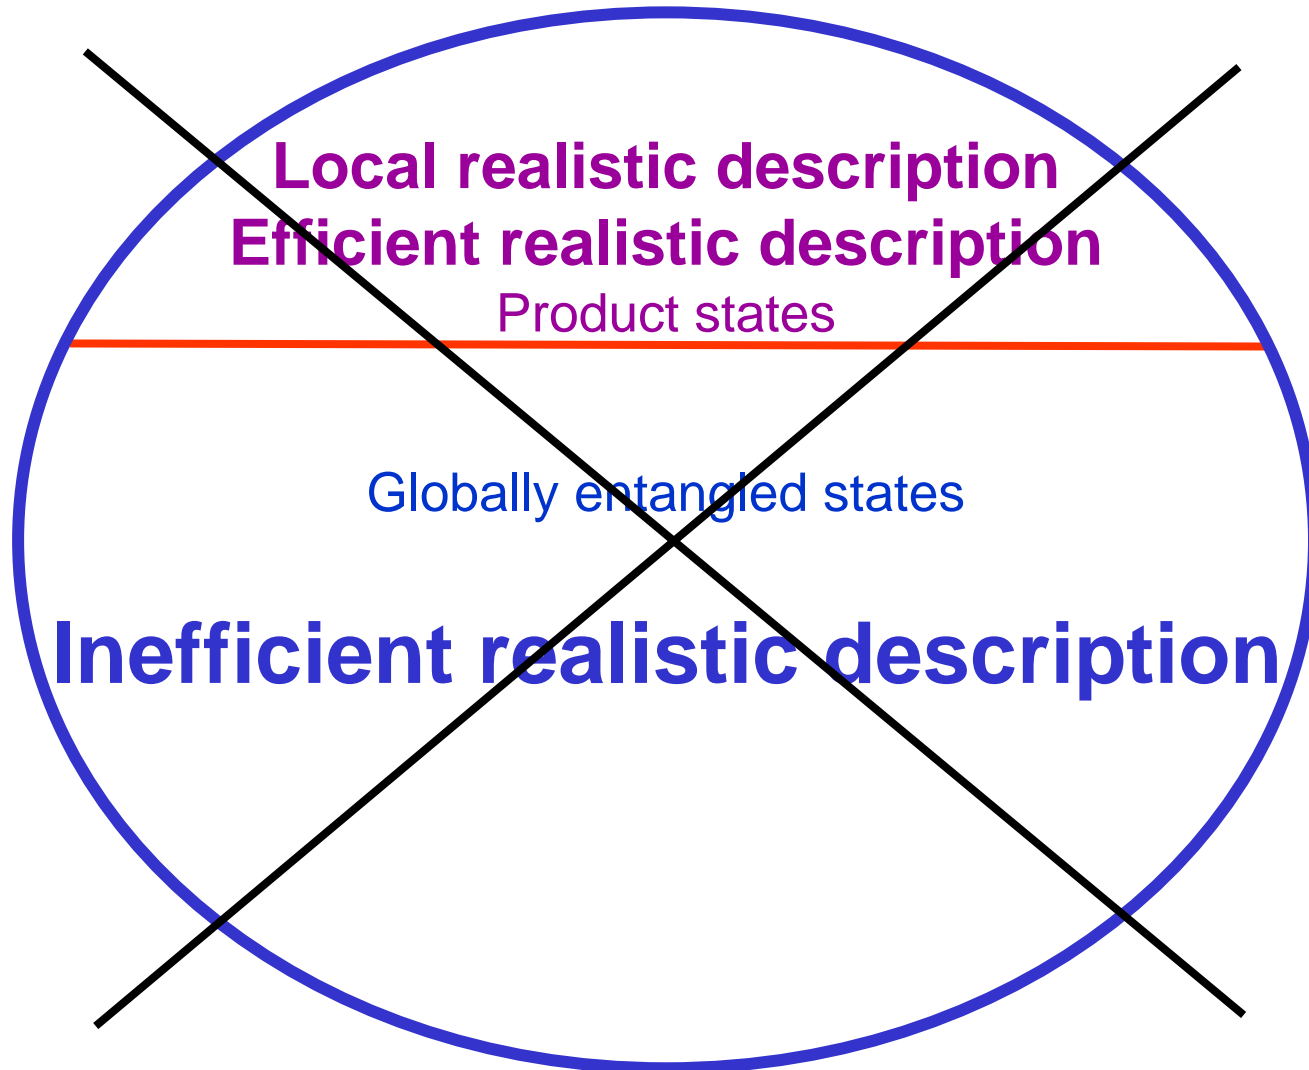 Local realistic description
Efficient realistic description
Product states
Globally entangled states
Inefficient realistic description